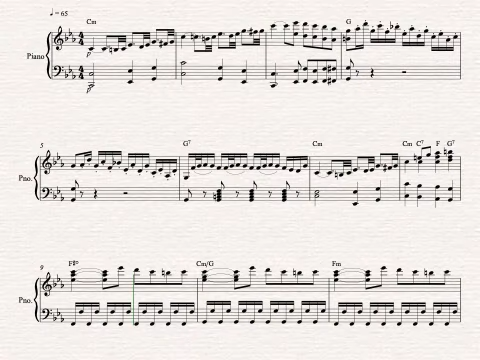 ♩ = 65
Cm G
Piano
p
p
5 G7 Cm Cm C7 F G7
Pno.
9 F#o Cm/G Fm
Pno.